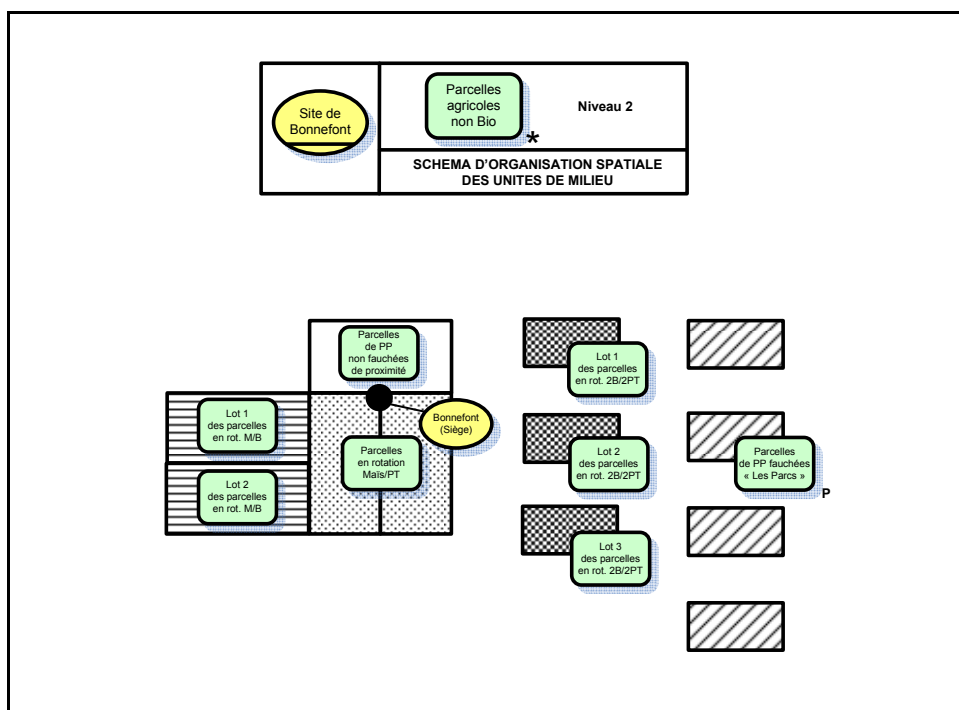 Site de
Bonnefont
Parcelles
agricoles
non Bio
*
Niveau 2
SCHEMA D'ORGANISATION SPATIALE
DES UNITES DE MILIEU
Parcelles
de PP
non fauchées
de proximité
Lot 1
des parcelles
en rot. M/B
Bonnefont
(Siège)
Parcelles
en rotation
Maïs/PT
Lot 2
des parcelles
en rot. M/B
Lot 1
des parcelles
en rot. 2B/2PT
Lot 2
des parcelles
en rot. 2B/2PT
Lot 3
des parcelles
en rot. 2B/2PT
Parcelles
de PP fauchées
« Les Parcs »
P